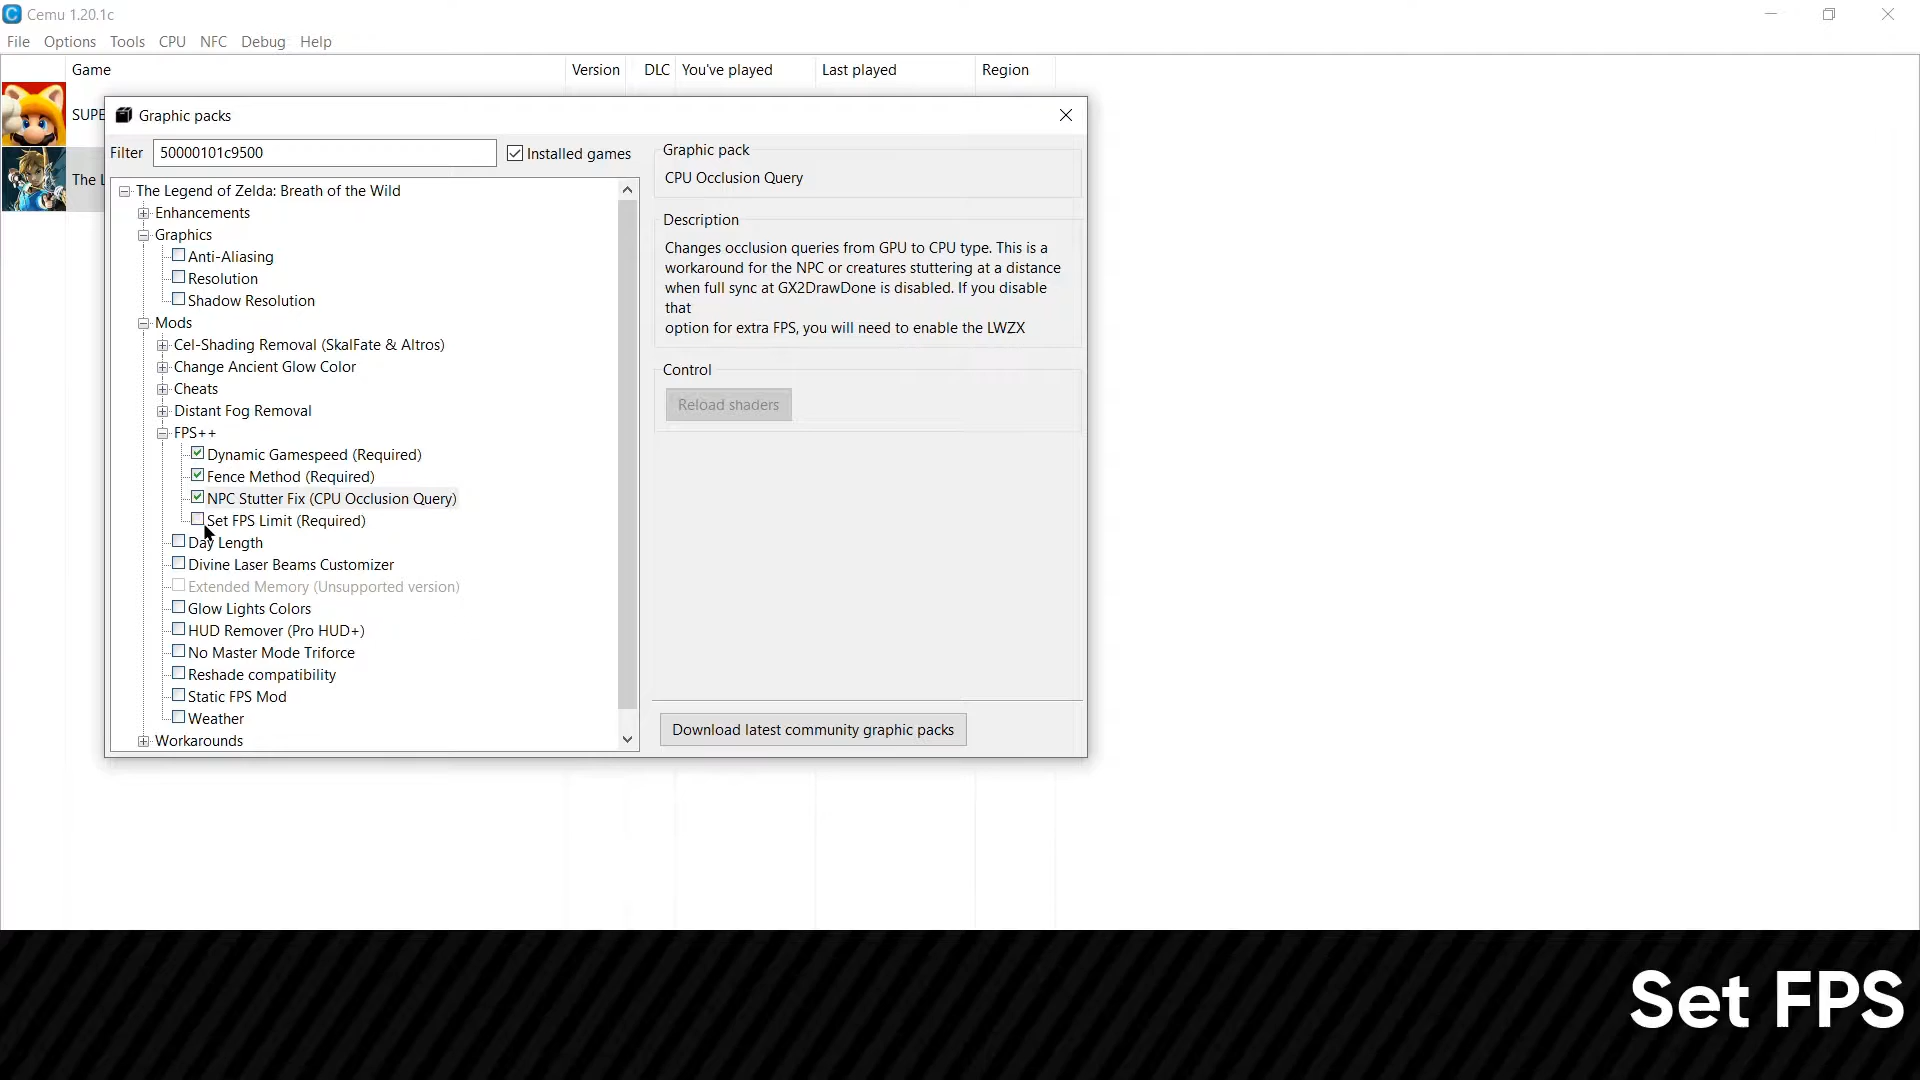 Cemu 1.20.1c
File Options Tools CPU NFC Debug Help
Game Version DLC You've played Last played Region
SUPE
The L
Graphic packs
Filter 50000101c9500 Installed games
The Legend of Zelda: Breath of the Wild
Enhancements
Graphics
Anti-Aliasing
Resolution
Shadow Resolution
Mods
Cel-Shading Removal (SkalFate & Altros)
Change Ancient Glow Color
Cheats
Distant Fog Removal
FPS++
Dynamic Gamespeed (Required)
Fence Method (Required)
NPC Stutter Fix (CPU Occlusion Query)
Set FPS Limit (Required)
Day Length
Divine Laser Beams Customizer
Extended Memory (Unsupported version)
Glow Lights Colors
HUD Remover (Pro HUD+)
No Master Mode Triforce
Reshade compatibility
Static FPS Mod
Weather
Workarounds
Graphic pack
CPU Occlusion Query
Description
Changes occlusion queries from GPU to CPU type. This is a
workaround for the NPC or creatures stuttering at a distance
when full sync at GX2DrawDone is disabled. If you disable
that
option for extra FPS, you will need to enable the LWZX
Control
Reload shaders
Download latest community graphic packs
Set FPS